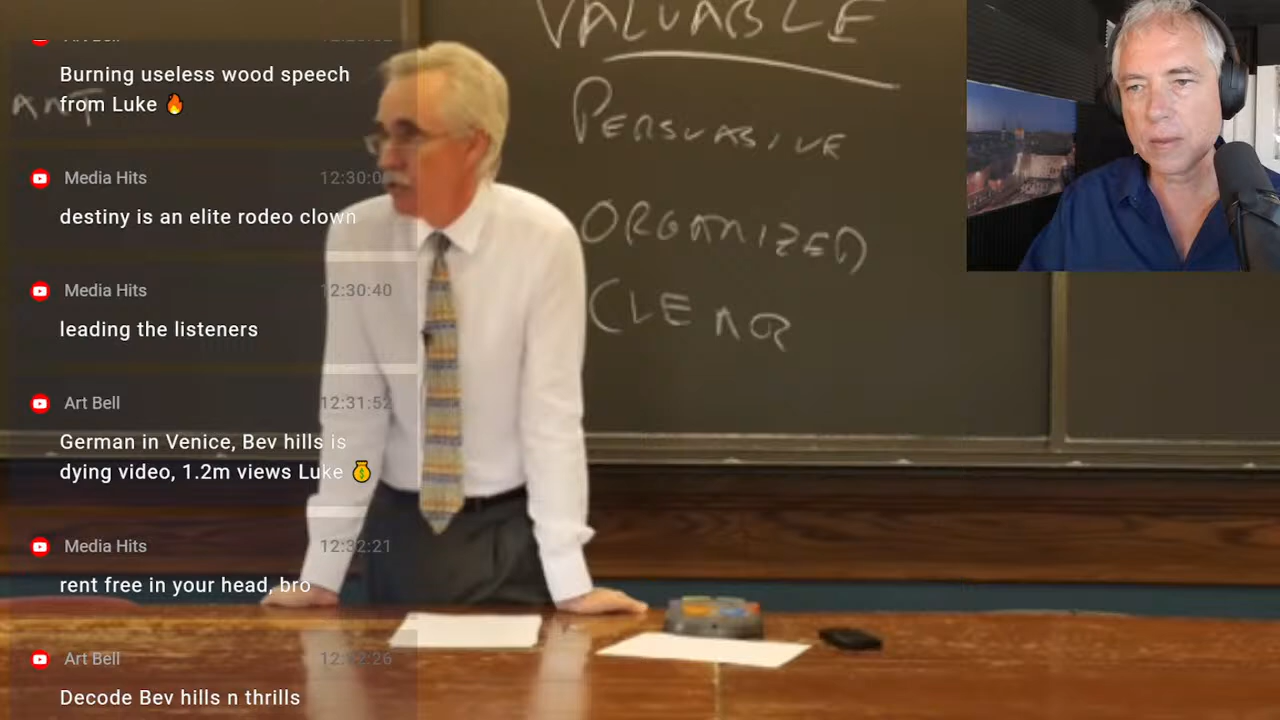 Burning useless wood speech
from Luke 🔥
ANT
Media Hits
destiny is an elite rodeo clown
Media Hits 12:30:40
leading the listeners
Art Bell 12:31:52
German in Venice, Bev hills is
dying video, 1.2m views Luke 💰
Media Hits 12:32:21
rent free in your head, bro
Art Bell
Decode Bev hills n thrills
VALUABLE
PERSUASIVE
ORGANIZED
CLEAR